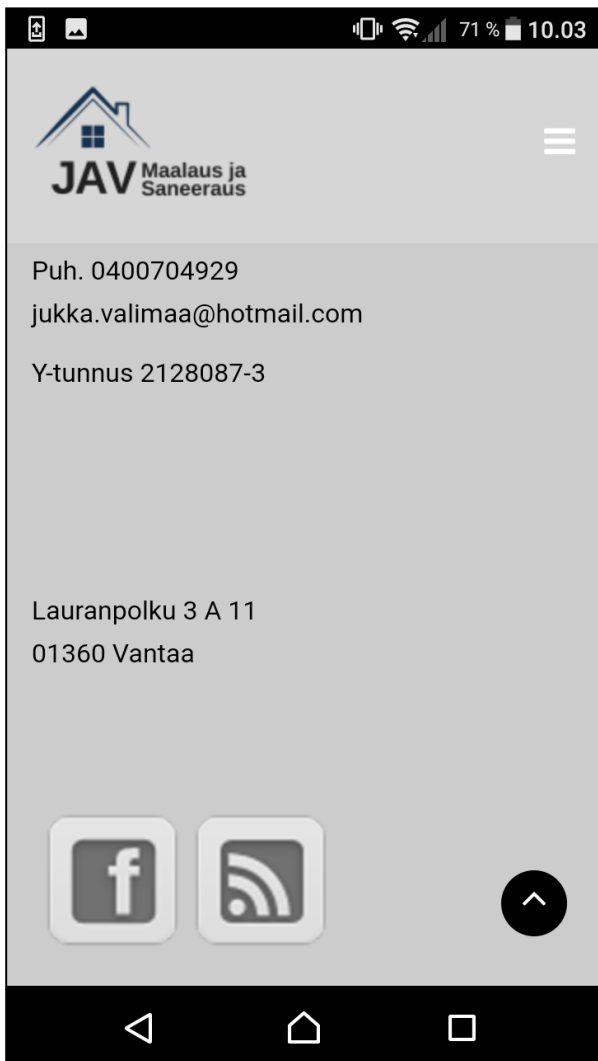 71 % 10.03
JAV Maalaus ja
Saneeraus
Puh. 0400704929
jukka.valimaa@hotmail.com
Y-tunnus 2128087-3
Lauranpolku 3 A 11
01360 Vantaa
f